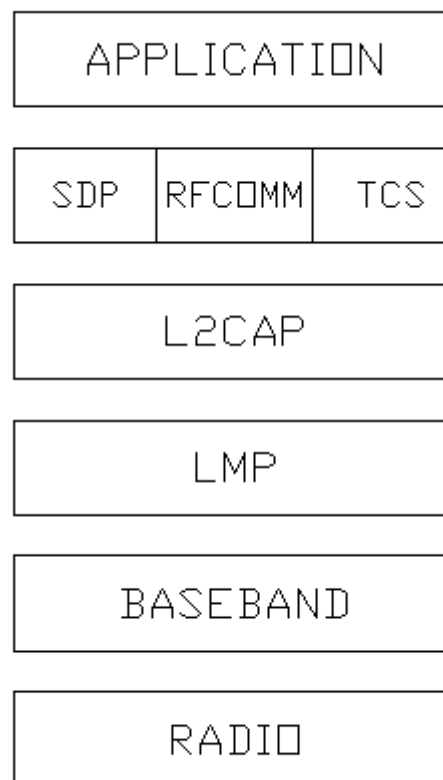 APPLICATION
SDP RFCOMM TCS
L2CAP
LMP
BASEBAND
RADIO